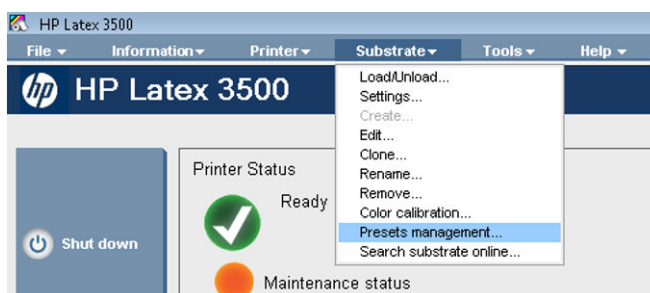 HP Latex 3500
File Information Printer Substrate Tools Help
hp HP Latex 3500
Load/Unload...
Settings...
Create...
Edit...
Clone...
Rename...
Remove...
Color calibration...
Presets management...
Search substrate online...
Printer Status
Ready
Shut down
Maintenance status